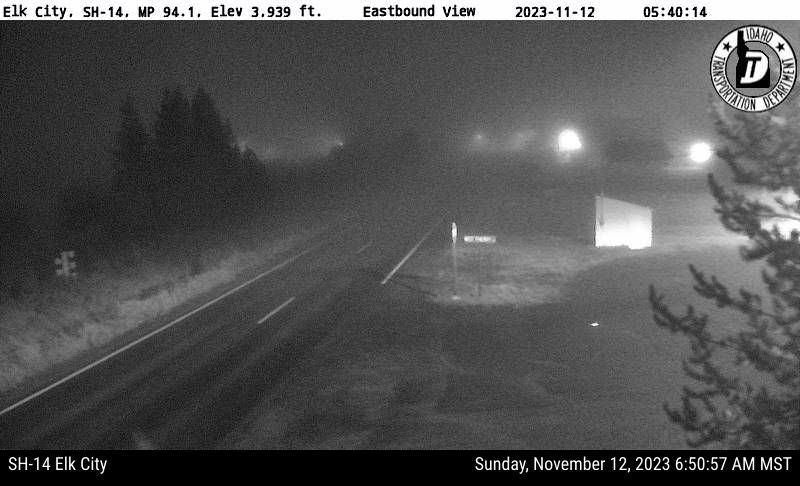 Elk City, SH-14, MP 94.1, Elev 3,939 ft. Eastbound View 2023-11-12 05:40:14
IDAHO
TRANSPORTATION DEPARTMENT
SH-14 Elk City
Sunday, November 12, 2023 6:50:57 AM MST